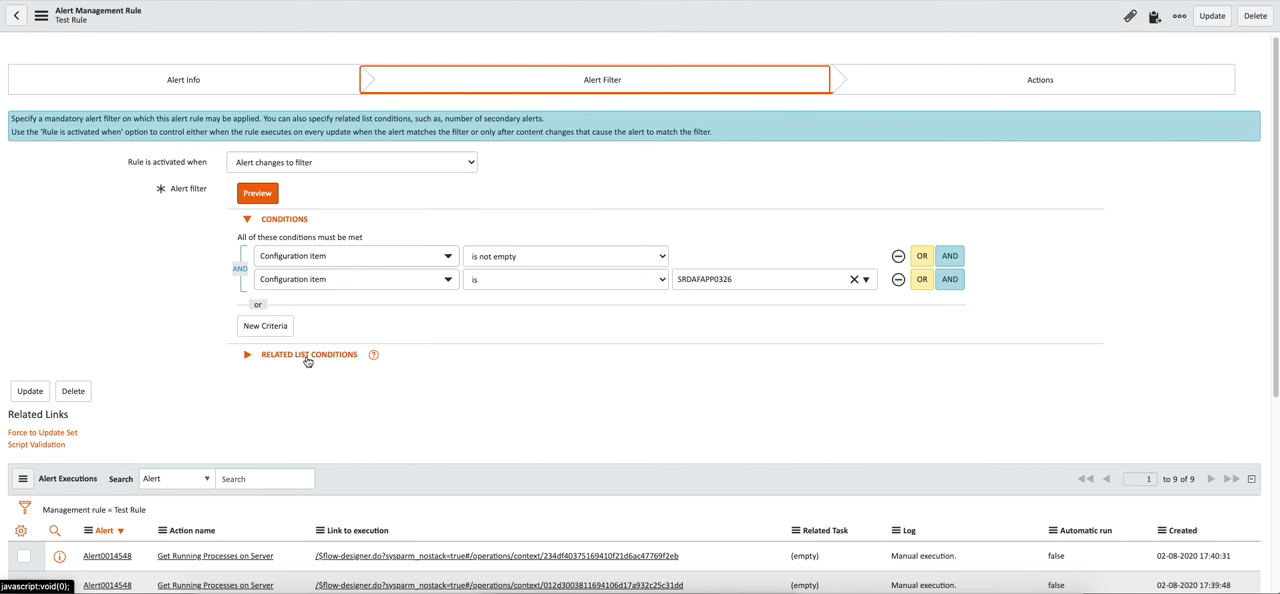 Alert Management Rule
Test Rule
Update
Delete
Alert Info
Alert Filter
Actions
Specify a mandatory alert filter on which this alert rule may be applied. You can also specify related list conditions, such as, number of secondary alerts.
Use the 'Rule is activated when' option to control either when the rule executes on every update when the alert matches the filter or only after content changes that cause the alert to match the filter.
Rule is activated when
Alert changes to filter
Alert filter
Preview
CONDITIONS
All of these conditions must be met
Configuration item
is not empty
OR
AND
AND
Configuration item
is
SRDAFAPP0326
OR
AND
or
New Criteria
RELATED LIST CONDITIONS
Update
Delete
Related Links
Force to Update Set
Script Validation
Alert Executions
Search
Alert
Search
1
to 9 of 9
Management rule = Test Rule
Alert
Action name
Link to execution
Related Task
Log
Automatic run
Created
Alert0014548
Get Running Processes on Server
/$flow-designer.do?sysparm_nostack=true#/operations/context/234df40375169410f21d6ac47769f2eb
(empty)
Manual execution.
false
02-08-2020 17:40:31
Alert0014548
Get Running Processes on Server
/$flow-designer.do?sysparm_nostack=true#/operations/context/012d3003811694106d17a932c25c31dd
(empty)
Manual execution.
false
02-08-2020 17:39:48
javascript:void(0);